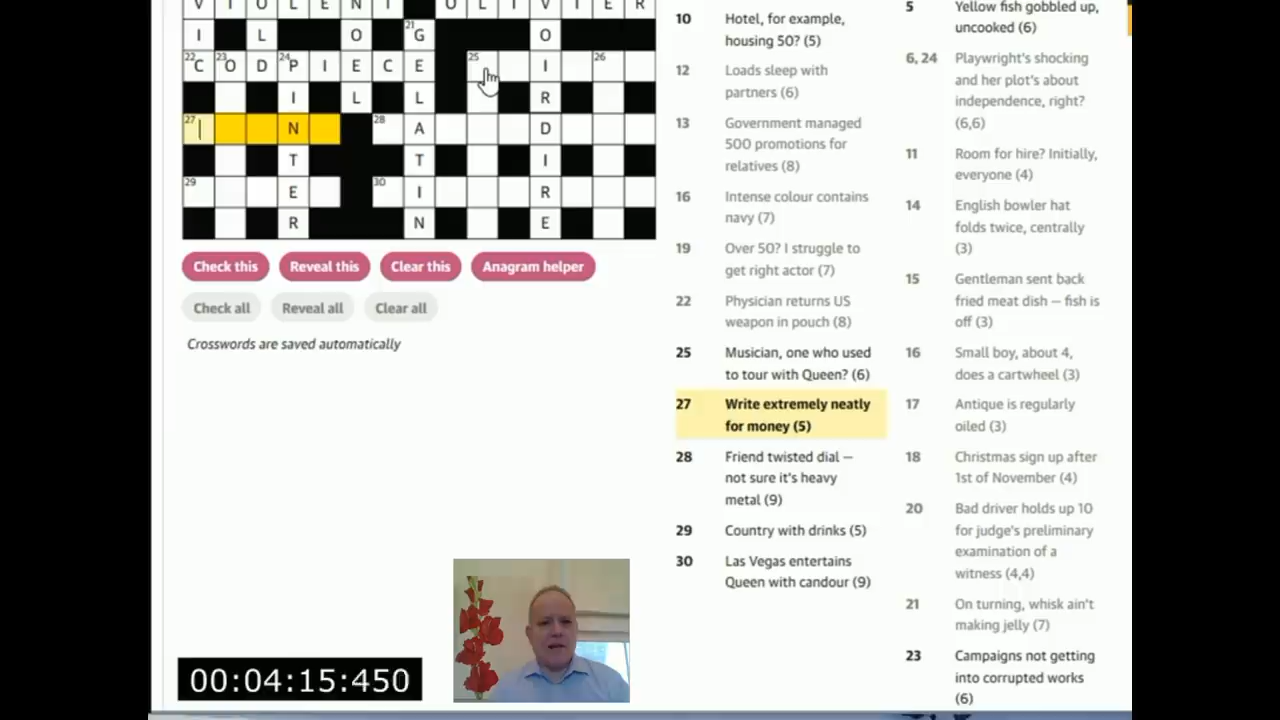 V I O L E N T O L I V I E R
I L O 21 G O
22 C 23 O D 24 P I E C E 25 I 26
I L L R
27 N 28 A D
T T I
29 E 30 I R
R N E
Check this Reveal this Clear this Anagram helper
Check all Reveal all Clear all
Crosswords are saved automatically
00:04:15:450
10 Hotel, for example,
housing 50? (5)
12 Loads sleep with
partners (6)
13 Government managed
500 promotions for
relatives (8)
16 Intense colour contains
navy (7)
19 Over 50? I struggle to
get right actor (7)
22 Physician returns US
weapon in pouch (8)
25 Musician, one who used
to tour with Queen? (6)
27 Write extremely neatly
for money (5)
28 Friend twisted dial —
not sure it's heavy
metal (9)
29 Country with drinks (5)
30 Las Vegas entertains
Queen with candour (9)
5 Yellow fish gobbled up,
uncooked (6)
6, 24 Playwright's shocking
and her plot's about
independence, right?
(6,6)
11 Room for hire? Initially,
everyone (4)
14 English bowler hat
folds twice, centrally
(3)
15 Gentleman sent back
fried meat dish — fish is
off (3)
16 Small boy, about 4,
does a cartwheel (3)
17 Antique is regularly
oiled (3)
18 Christmas sign up after
1st of November (4)
20 Bad driver holds up 10
for judge's preliminary
examination of a
witness (4,4)
21 On turning, whisk ain't
making jelly (7)
23 Campaigns not getting
into corrupted works
(6)